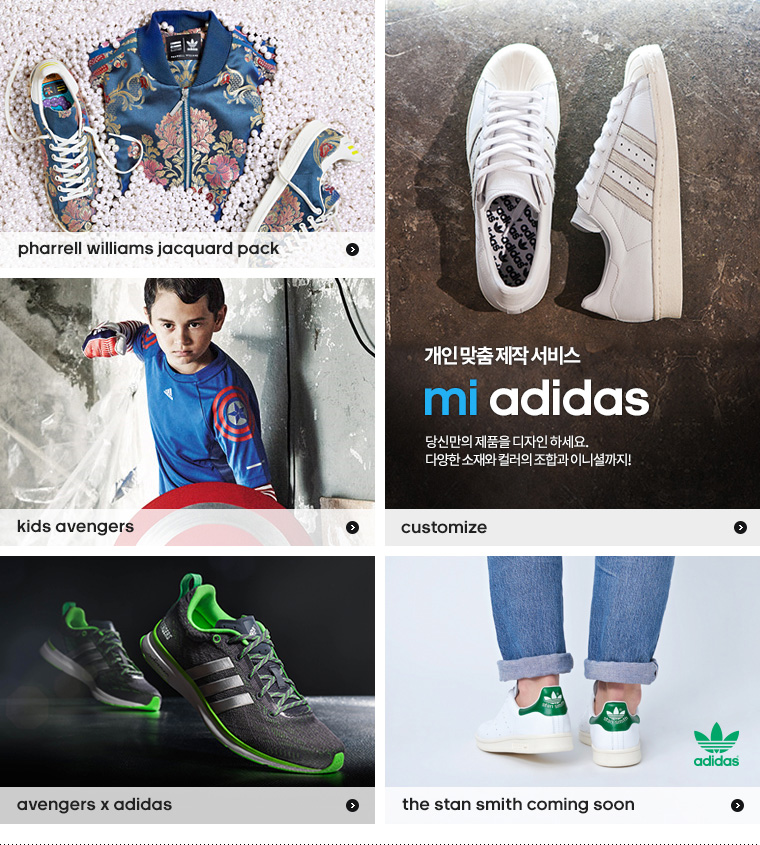 pharrell williams jacquard pack
kids avengers
avengers x adidas
개인 맞춤 제작 서비스
mi adidas
당신만의 제품을 디자인 하세요.
다양한 소재와 컬러의 조합과 이니셜까지!
customize
adidas
the stan smith coming soon